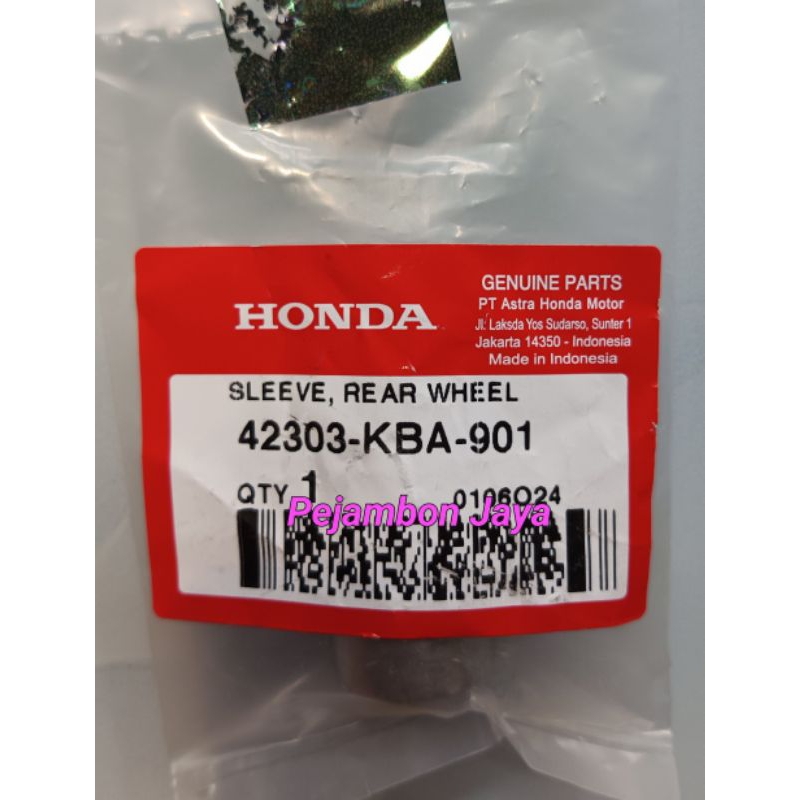 HONDA
GENUINE PARTS
PT Astra Honda Motor
Jl. Laksda Yos Sudarso, Sunter 1
Jakarta 14350 - Indonesia
Made in Indonesia
SLEEVE, REAR WHEEL
42303-KBA-901
QTY 1
0106O24
Pejambon Jaya